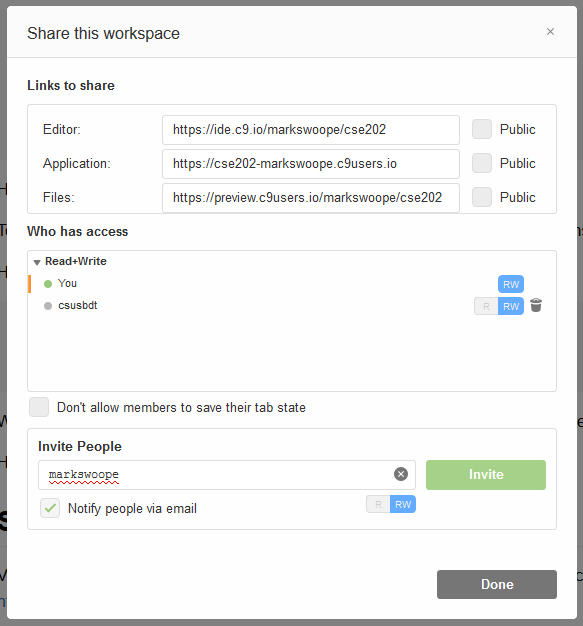 Share this workspace ×
Links to share
Editor: https://ide.c9.io/markswoope/cse202 Public
Application: https://cse202-markswoope.c9users.io Public
Files: https://preview.c9users.io/markswoope/cse202 Public
Who has access
Read+Write
You RW
csusbdt R RW
Don't allow members to save their tab state
Invite People
markswoope Invite
Notify people via email R RW
Done